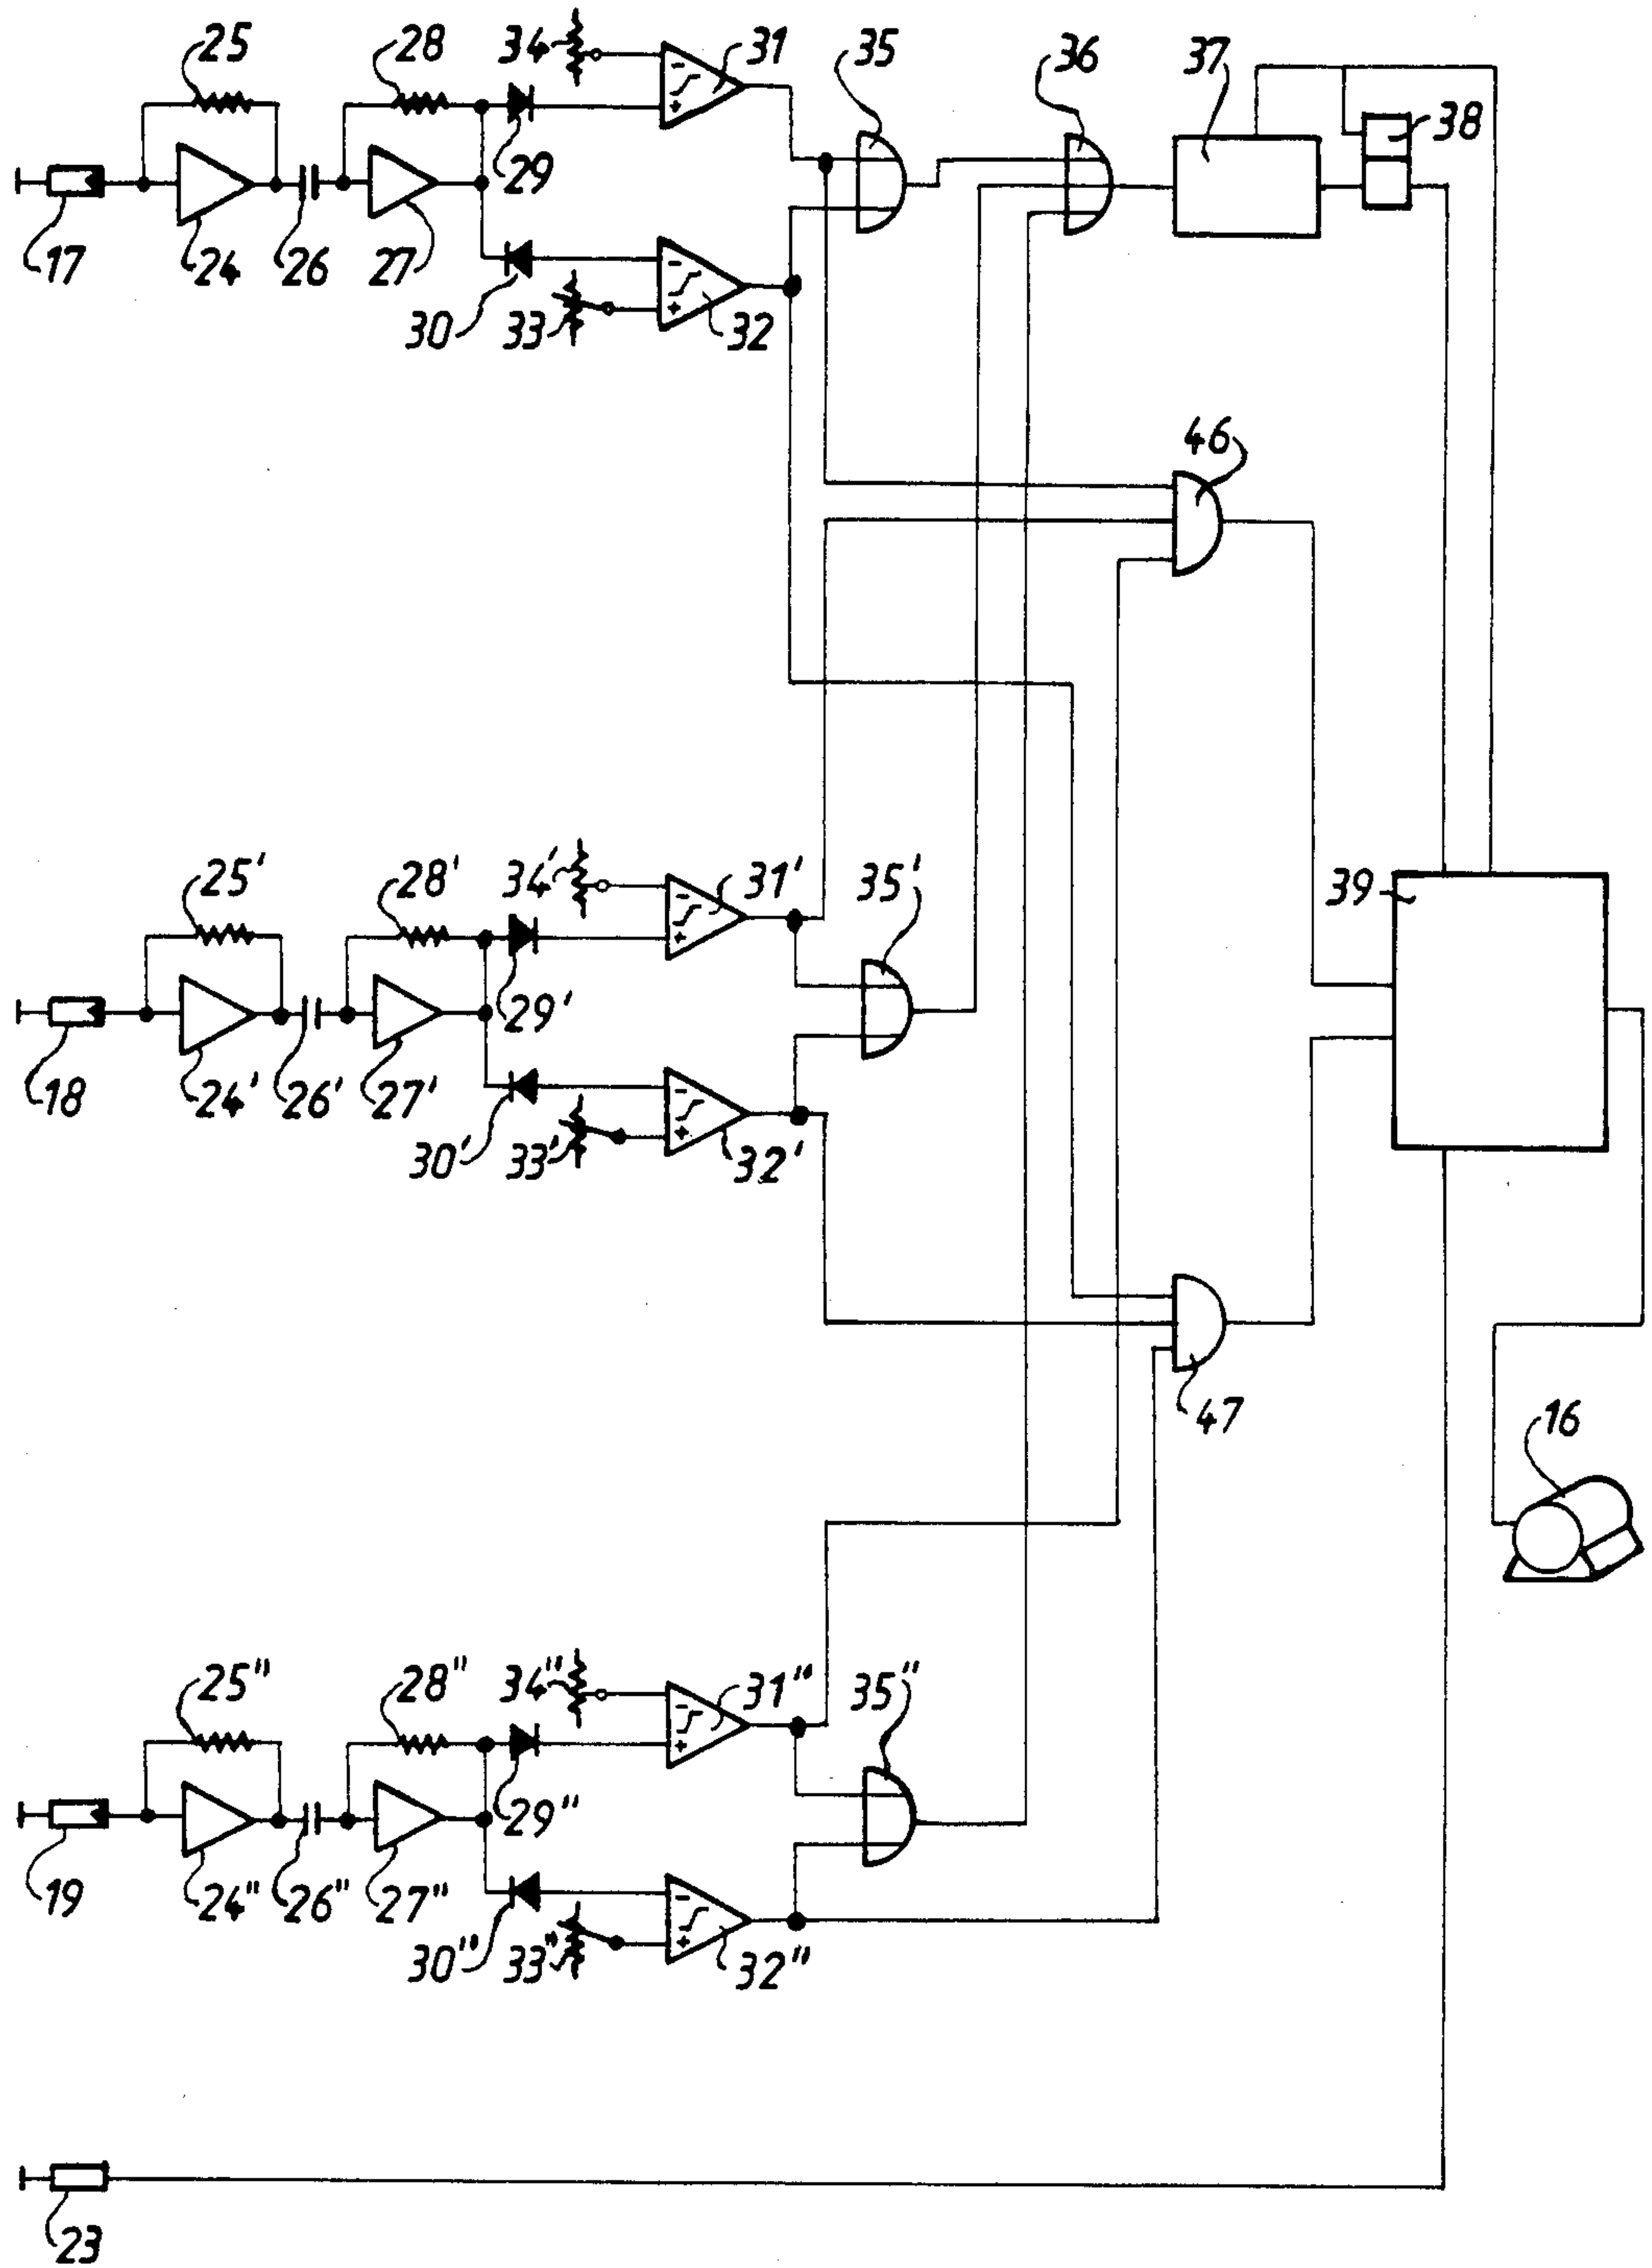 25 28 34 31 35 36 37 38
- +
29
17 24 26 27
- +
30 33 32
46
25' 28' 34' 31' 35' 39
- +
29'
18 24' 26' 27'
- +
30' 33' 32'
47
16
25" 28" 34" 31" 35"
- +
29"
19 24" 26" 27"
- +
30" 33" 32"
23